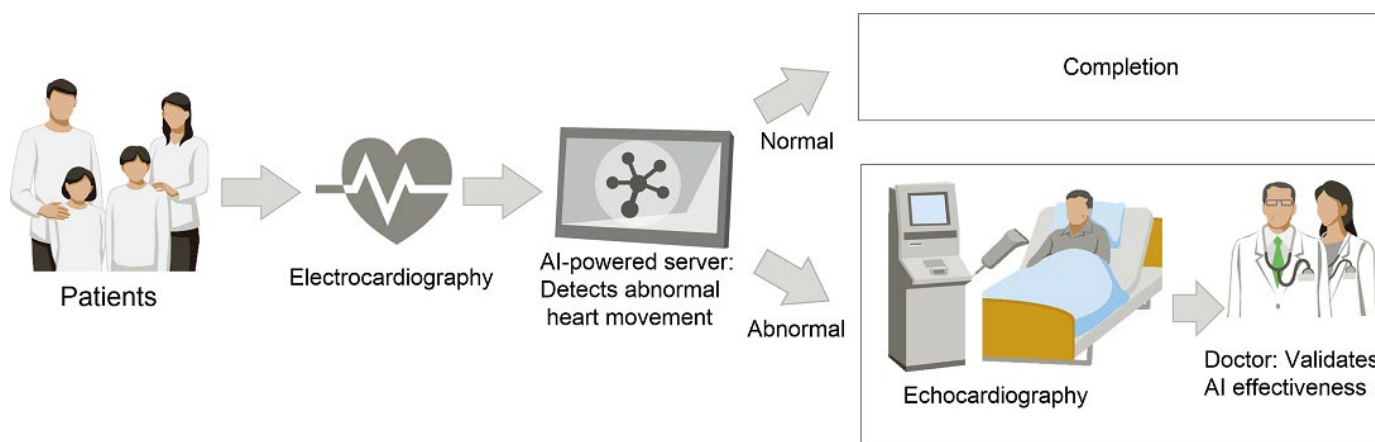 Patients
Electrocardiography
AI-powered server:
Detects abnormal
heart movement
Normal
Abnormal
Completion
Echocardiography
Doctor: Validates
AI effectiveness